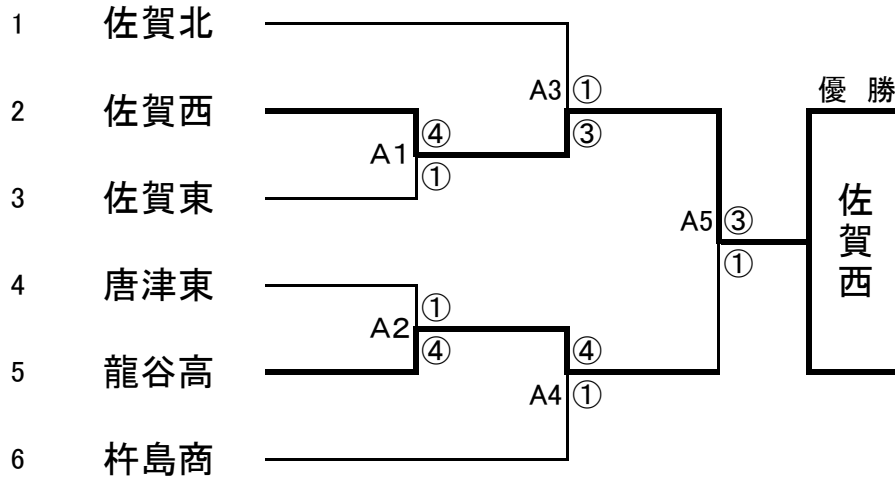 1 佐賀北
A3 ①
優 勝
2 佐賀西
④
③
A1
①
3 佐賀東
佐賀西
A5 ③
①
4 唐津東
①
A2
④
④
5 龍谷高
A4 ①
6 杵島商